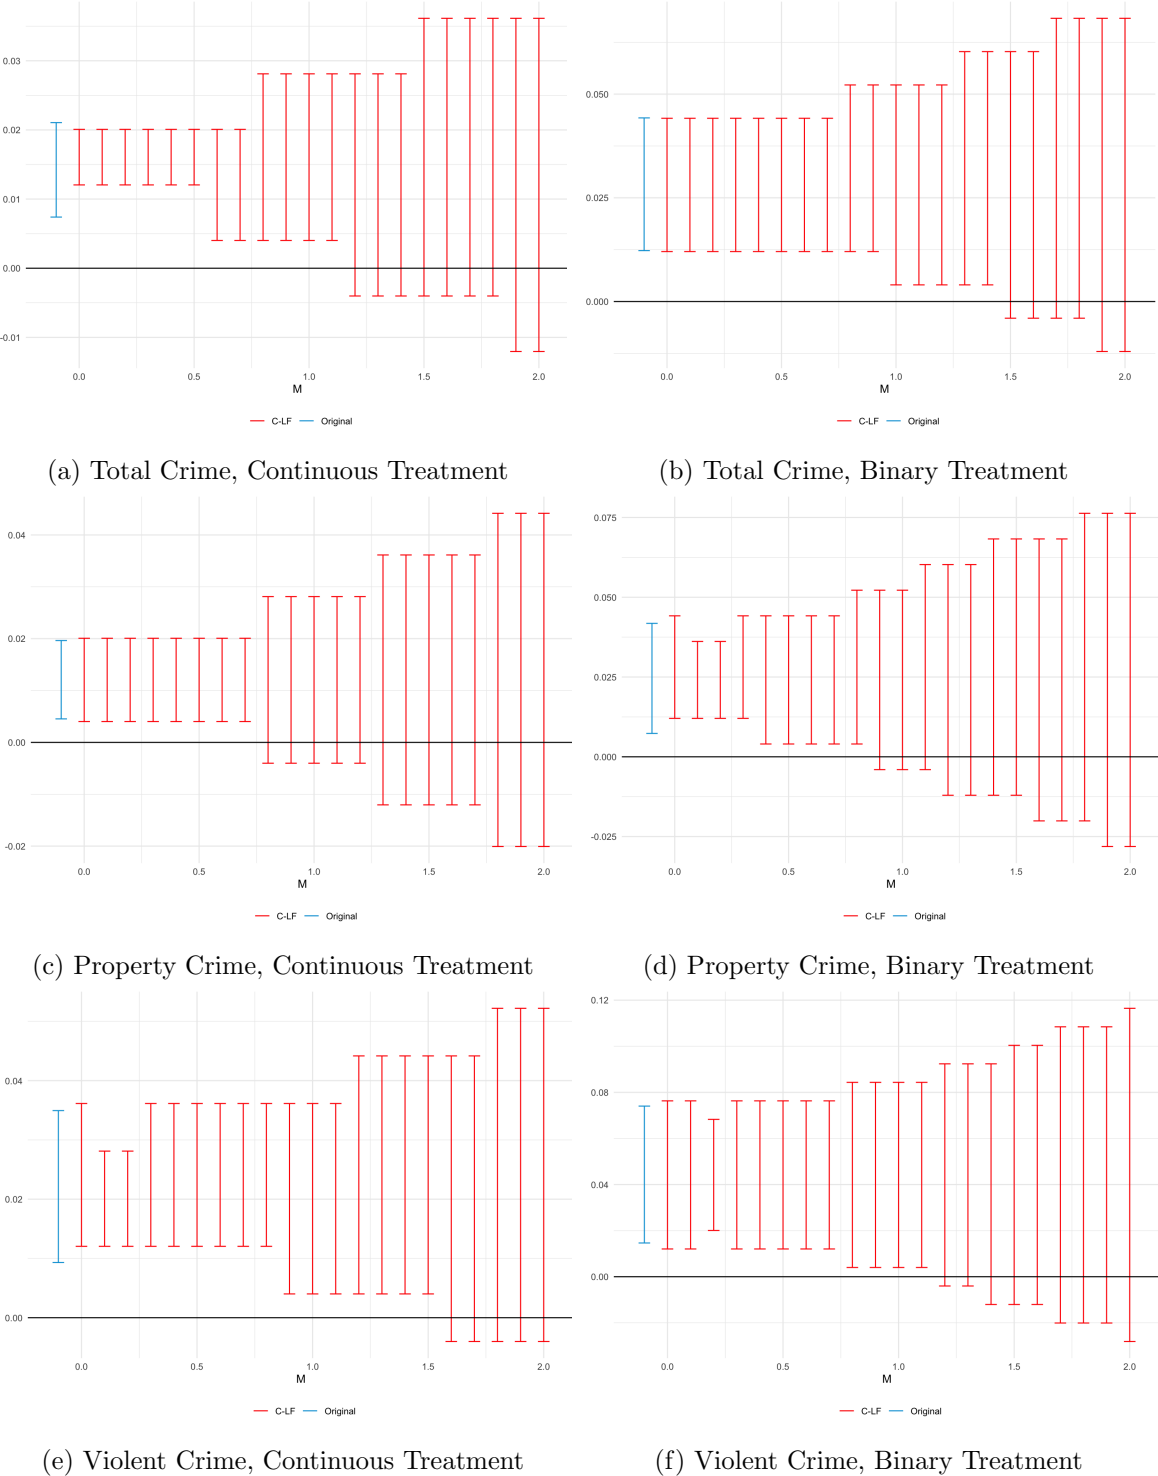 0.03
0.02
0.01
0.00
-0.01
0.0 0.5 1.0 1.5 2.0
M
C-LF Original
(a) Total Crime, Continuous Treatment
0.050
0.025
0.000
0.0 0.5 1.0 1.5 2.0
M
C-LF Original
(b) Total Crime, Binary Treatment
0.04
0.02
0.00
-0.02
0.0 0.5 1.0 1.5 2.0
M
C-LF Original
(c) Property Crime, Continuous Treatment
0.075
0.050
0.025
0.000
-0.025
0.0 0.5 1.0 1.5 2.0
M
C-LF Original
(d) Property Crime, Binary Treatment
0.04
0.02
0.00
0.0 0.5 1.0 1.5 2.0
M
C-LF Original
(e) Violent Crime, Continuous Treatment
0.12
0.08
0.04
0.00
0.0 0.5 1.0 1.5 2.0
M
C-LF Original
(f) Violent Crime, Binary Treatment